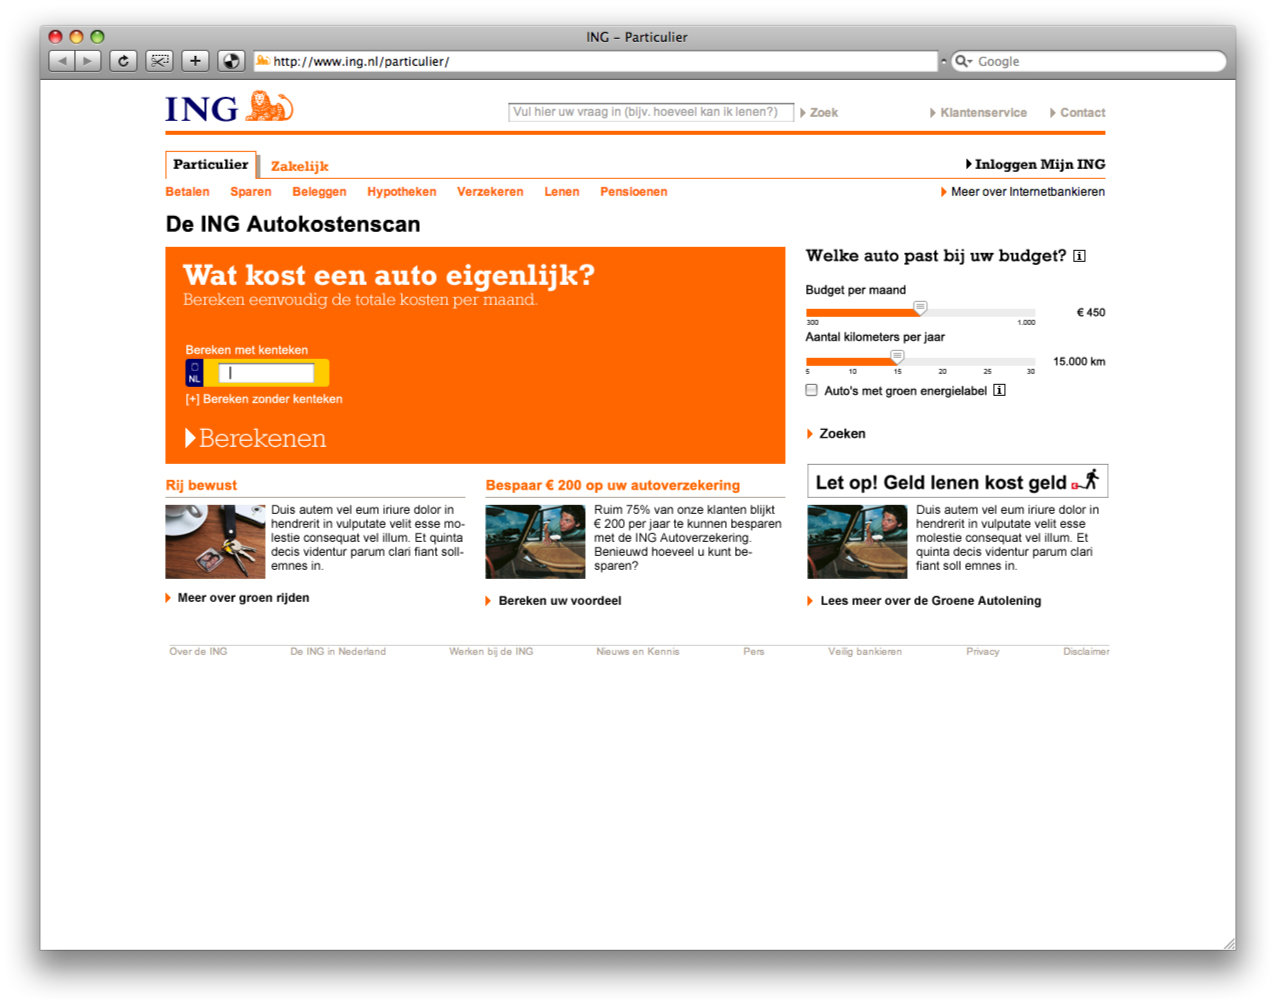 ING – Particulier
http://www.ing.nl/particulier/
Google
ING
Vul hier uw vraag in (bijv. hoeveel kan ik lenen?)
Zoek
Klantenservice
Contact
Particulier
Zakelijk
Inloggen Mijn ING
Betalen
Sparen
Beleggen
Hypotheken
Verzekeren
Lenen
Pensioenen
Meer over Internetbankieren
De ING Autokostenscan
Wat kost een auto eigenlijk?
Bereken eenvoudig de totale kosten per maand.
Bereken met kenteken
NL
[+] Bereken zonder kenteken
Berekenen
Welke auto past bij uw budget? i
Budget per maand
€ 450
300
1.000
Aantal kilometers per jaar
15.000 km
5 10 15 20 25 30
Auto's met groen energielabel i
Zoeken
Let op! Geld lenen kost geld
Rij bewust
Duis autem vel eum iriure dolor in
hendrerit in vulputate velit esse mo-
lestie consequat vel illum. Et quinta
decis videntur parum clari fiant soll-
emnes in.
Meer over groen rijden
Bespaar € 200 op uw autoverzekering
Ruim 75% van onze klanten blijkt
€ 200 per jaar te kunnen besparen
met de ING Autoverzekering.
Benieuwd hoeveel u kunt be-
sparen?
Bereken uw voordeel
Duis autem vel eum iriure dolor in
hendrerit in vulputate velit esse
molestie consequat vel illum. Et
quinta decis videntur parum clari
fiant soll emnes in.
Lees meer over de Groene Autolening
Over de ING
De ING in Nederland
Werken bij de ING
Nieuws en Kennis
Pers
Veilig bankieren
Privacy
Disclaimer